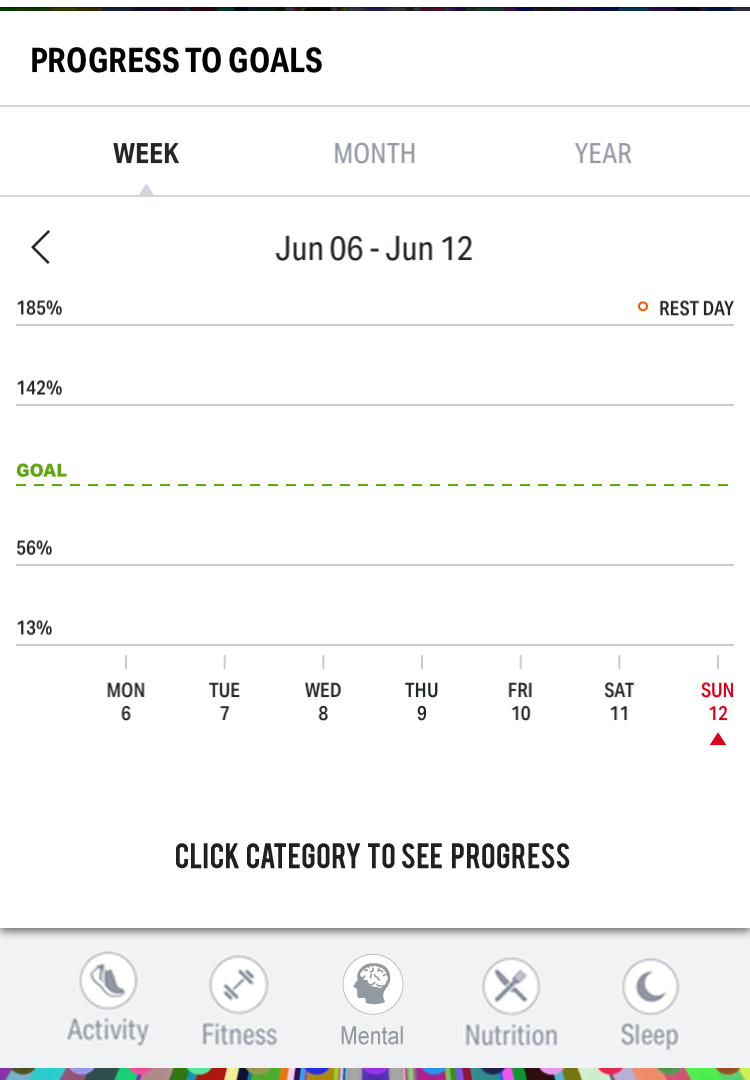 PROGRESS TO GOALS
WEEK MONTH YEAR
Jun 06 - Jun 12
185% REST DAY
142%
GOAL
56%
13%
MON TUE WED THU FRI SAT SUN
6 7 8 9 10 11 12
CLICK CATEGORY TO SEE PROGRESS
Activity Fitness Mental Nutrition Sleep